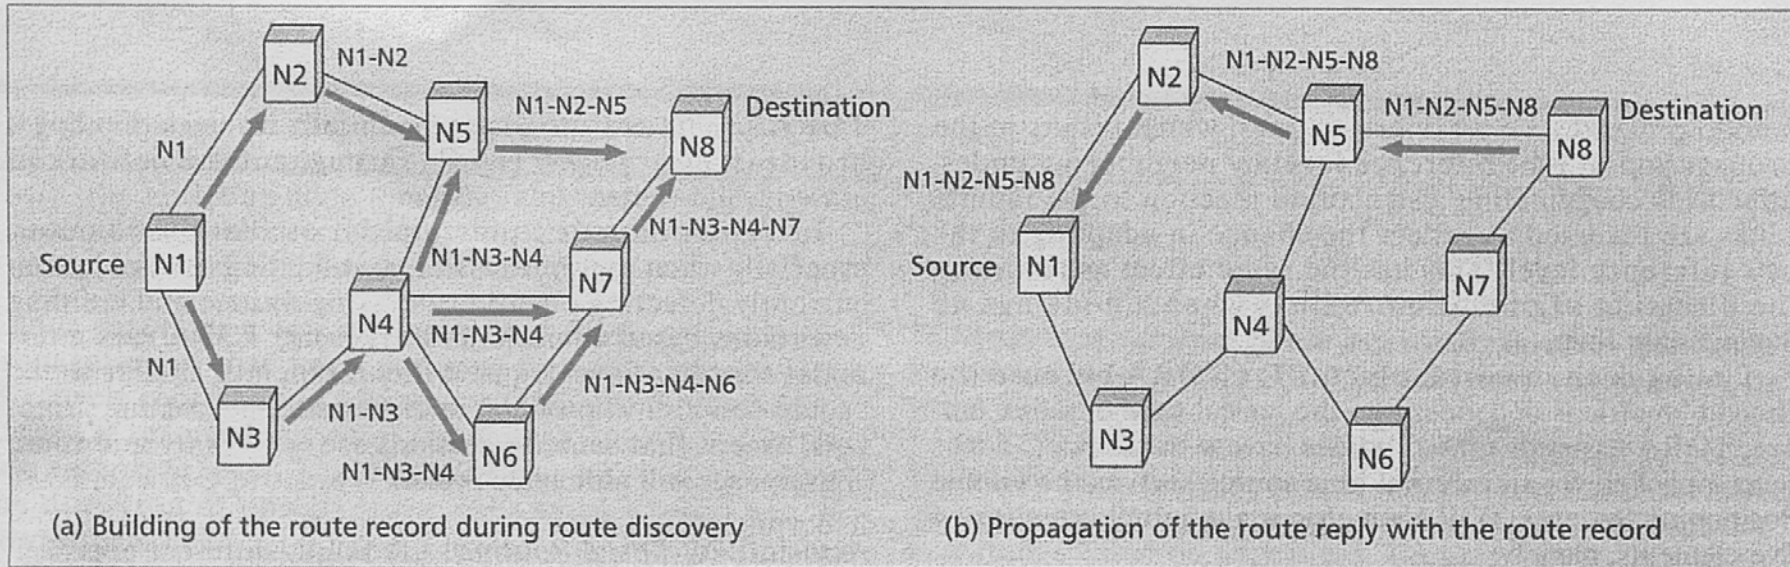 N2
N1-N2
N5
N1-N2-N5
N8
Destination
N1
Source
N1
N1-N3-N4-N7
N1-N3-N4
N7
N4
N1-N3-N4
N1
N1-N3-N4-N6
N3
N1-N3
N6
N1-N3-N4
(a) Building of the route record during route discovery
N2
N1-N2-N5-N8
N5
N1-N2-N5-N8
N8
Destination
N1-N2-N5-N8
Source
N1
N7
N4
N3
N6
(b) Propagation of the route reply with the route record